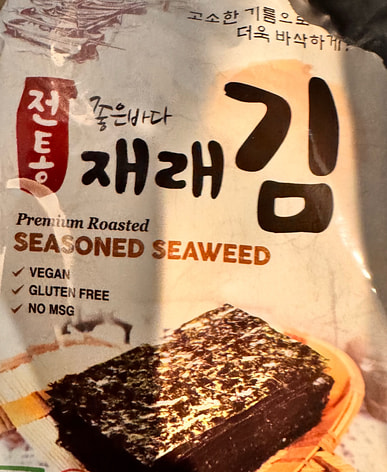 고소한 기름으로
더욱 바삭하게!
전통
좋은바다
재래김
Premium Roasted
SEASONED SEAWEED
✓ VEGAN
✓ GLUTEN FREE
✓ NO MSG